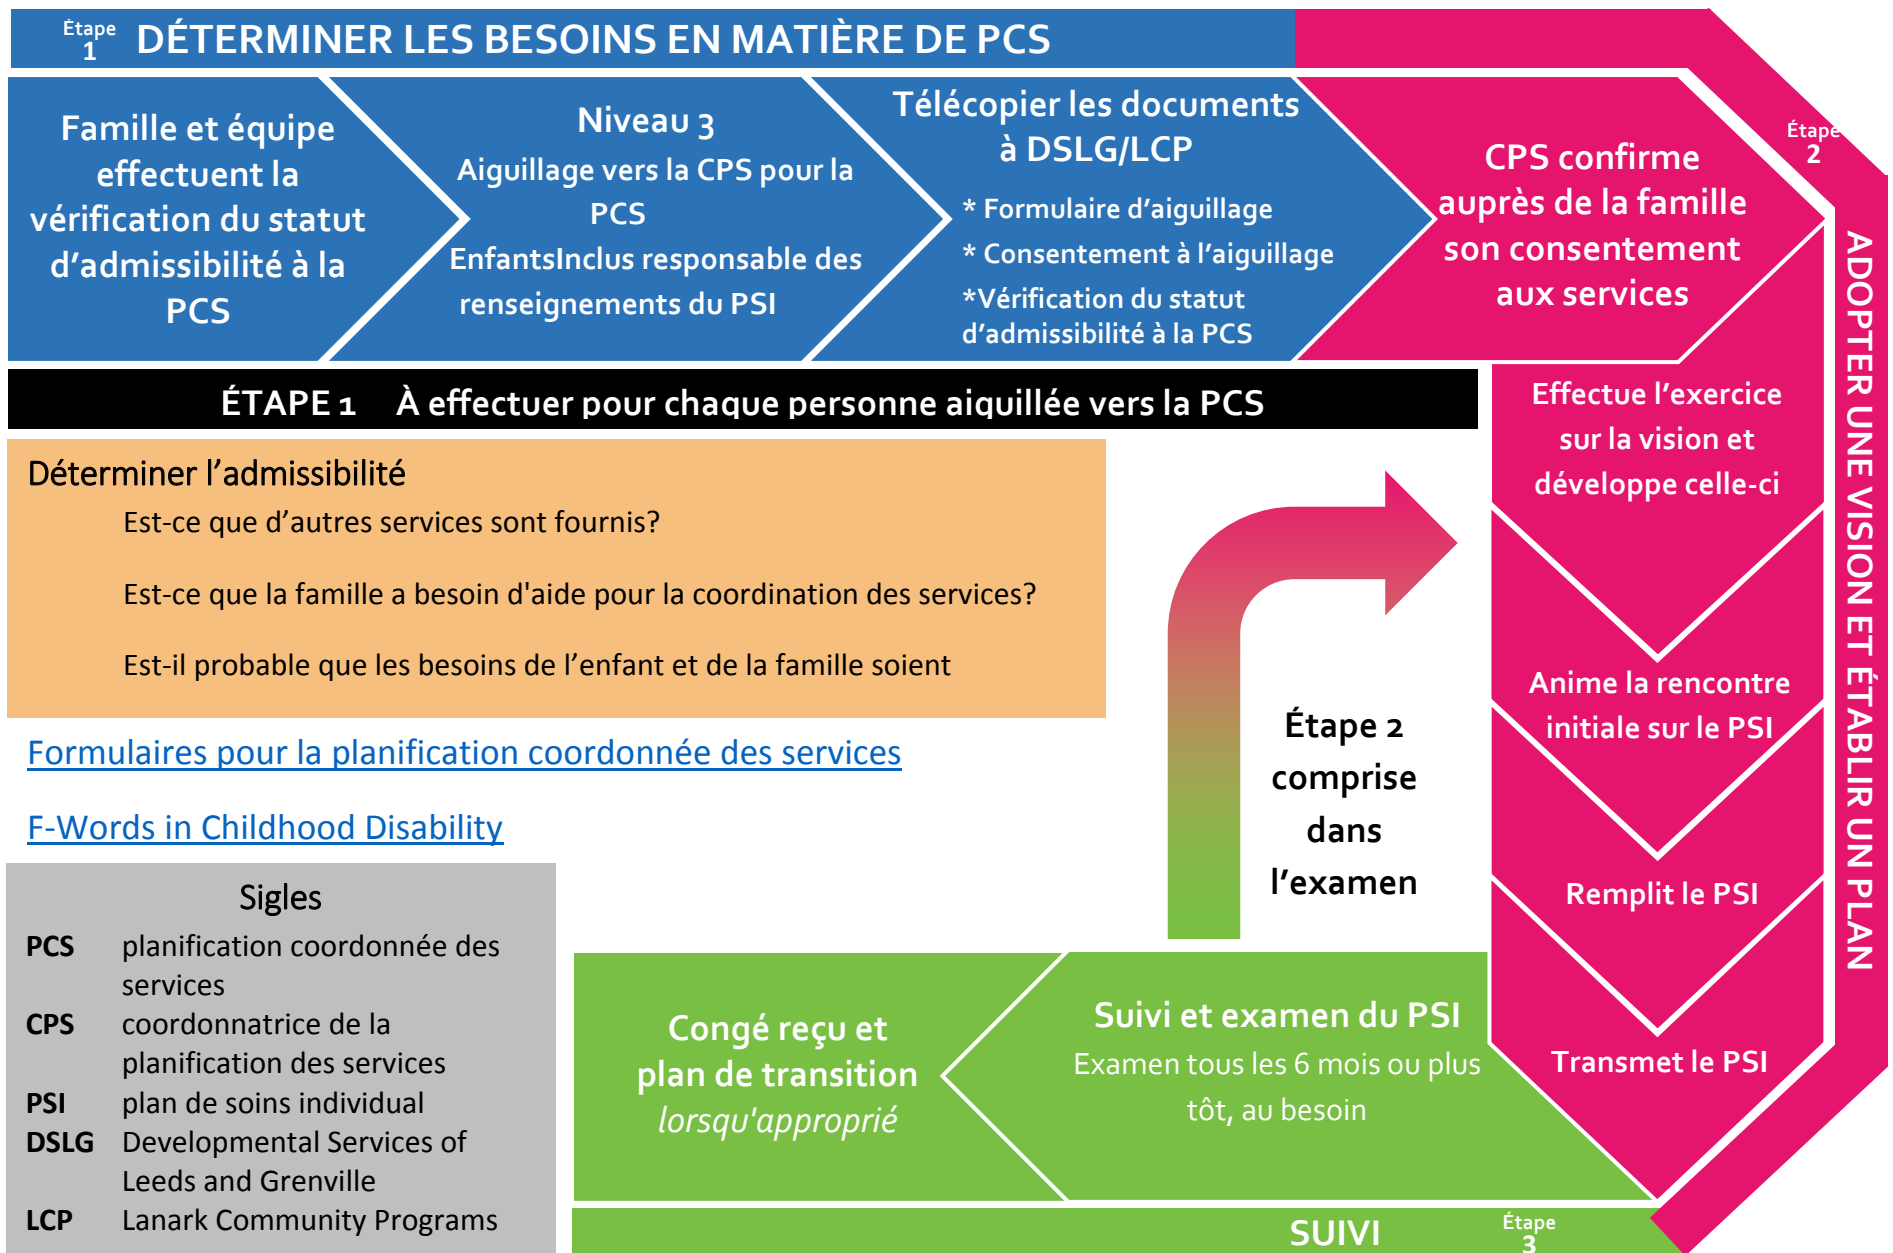 Étape
1
DÉTERMINER LES BESOINS EN MATIÈRE DE PCS
Famille et équipe
effectuent la
vérification du statut
d’admissibilité à la
PCS
Niveau 3
Aiguillage vers la CPS pour la
PCS
EnfantsInclus responsable des
renseignements du PSI
Télécopier les documents
à DSLG/LCP
* Formulaire d’aiguillage
* Consentement à l’aiguillage
*Vérification du statut
d’admissibilité à la PCS
CPS confirme
auprès de la famille
son consentement
aux services
Étape
2
ADOPTER UNE VISION ET ÉTABLIR UN PLAN
ÉTAPE 1 À effectuer pour chaque personne aiguillée vers la PCS
Effectue l’exercice
sur la vision et
développe celle-ci
Anime la rencontre
initiale sur le PSI
Remplit le PSI
Transmet le PSI
Déterminer l’admissibilité
Est-ce que d’autres services sont fournis?
Est-ce que la famille a besoin d'aide pour la coordination des services?
Est-il probable que les besoins de l’enfant et de la famille soient
Formulaires pour la planification coordonnée des services
F-Words in Childhood Disability
Étape 2
comprise
dans
l’examen
Sigles
PCS planification coordonnée des
services
CPS coordonnatrice de la
planification des services
PSI plan de soins individual
DSLG Developmental Services of
Leeds and Grenville
LCP Lanark Community Programs
Suivi et examen du PSI
Examen tous les 6 mois ou plus
tôt, au besoin
Congé reçu et
plan de transition
lorsqu'approprié
SUIVI
Étape
3